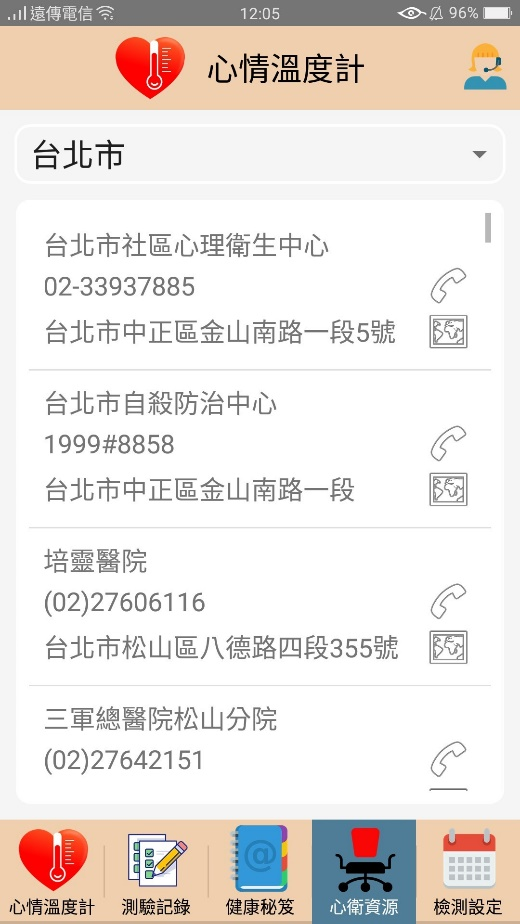 遠傳電信
12:05
96%
心情溫度計
台北市
台北市社區心理衛生中心
02-33937885
台北市中正區金山南路一段5號
台北市自殺防治中心
1999#8858
台北市中正區金山南路一段
培靈醫院
(02)27606116
台北市松山區八德路四段355號
三軍總醫院松山分院
(02)27642151
心情溫度計
測驗記錄
@
健康秘笈
心衛資源
檢測設定